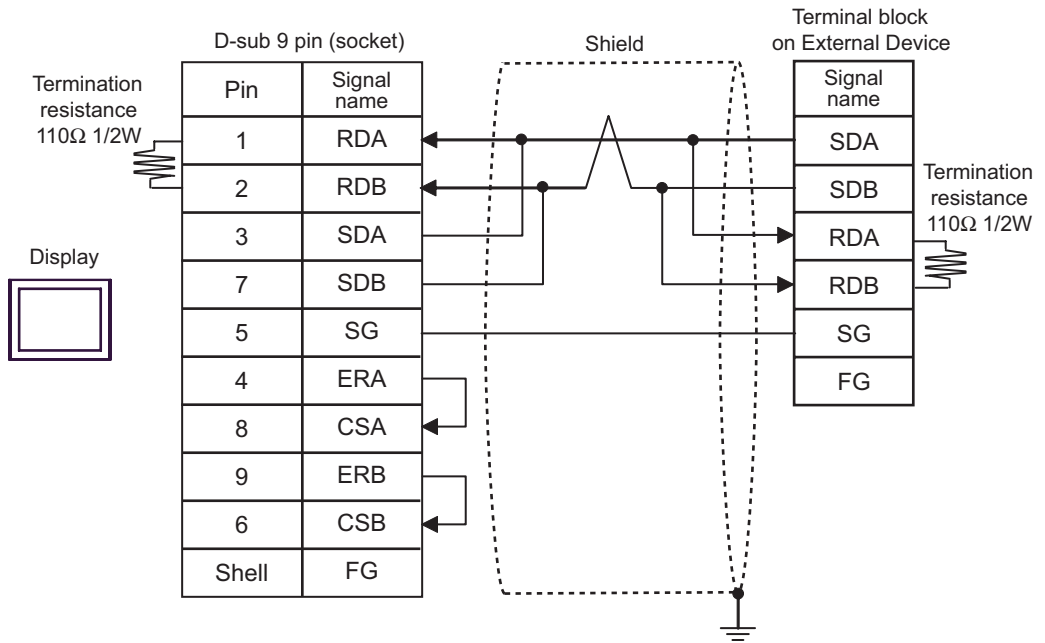 Terminal block
on External Device
D-sub 9 pin (socket)
Shield
Termination
resistance
110Ω 1/2W
Pin
Signal
name
1
RDA
2
RDB
3
SDA
7
SDB
5
SG
4
ERA
8
CSA
9
ERB
6
CSB
Shell
FG
Display
Signal
name
SDA
SDB
RDA
RDB
SG
FG
Termination
resistance
110Ω 1/2W